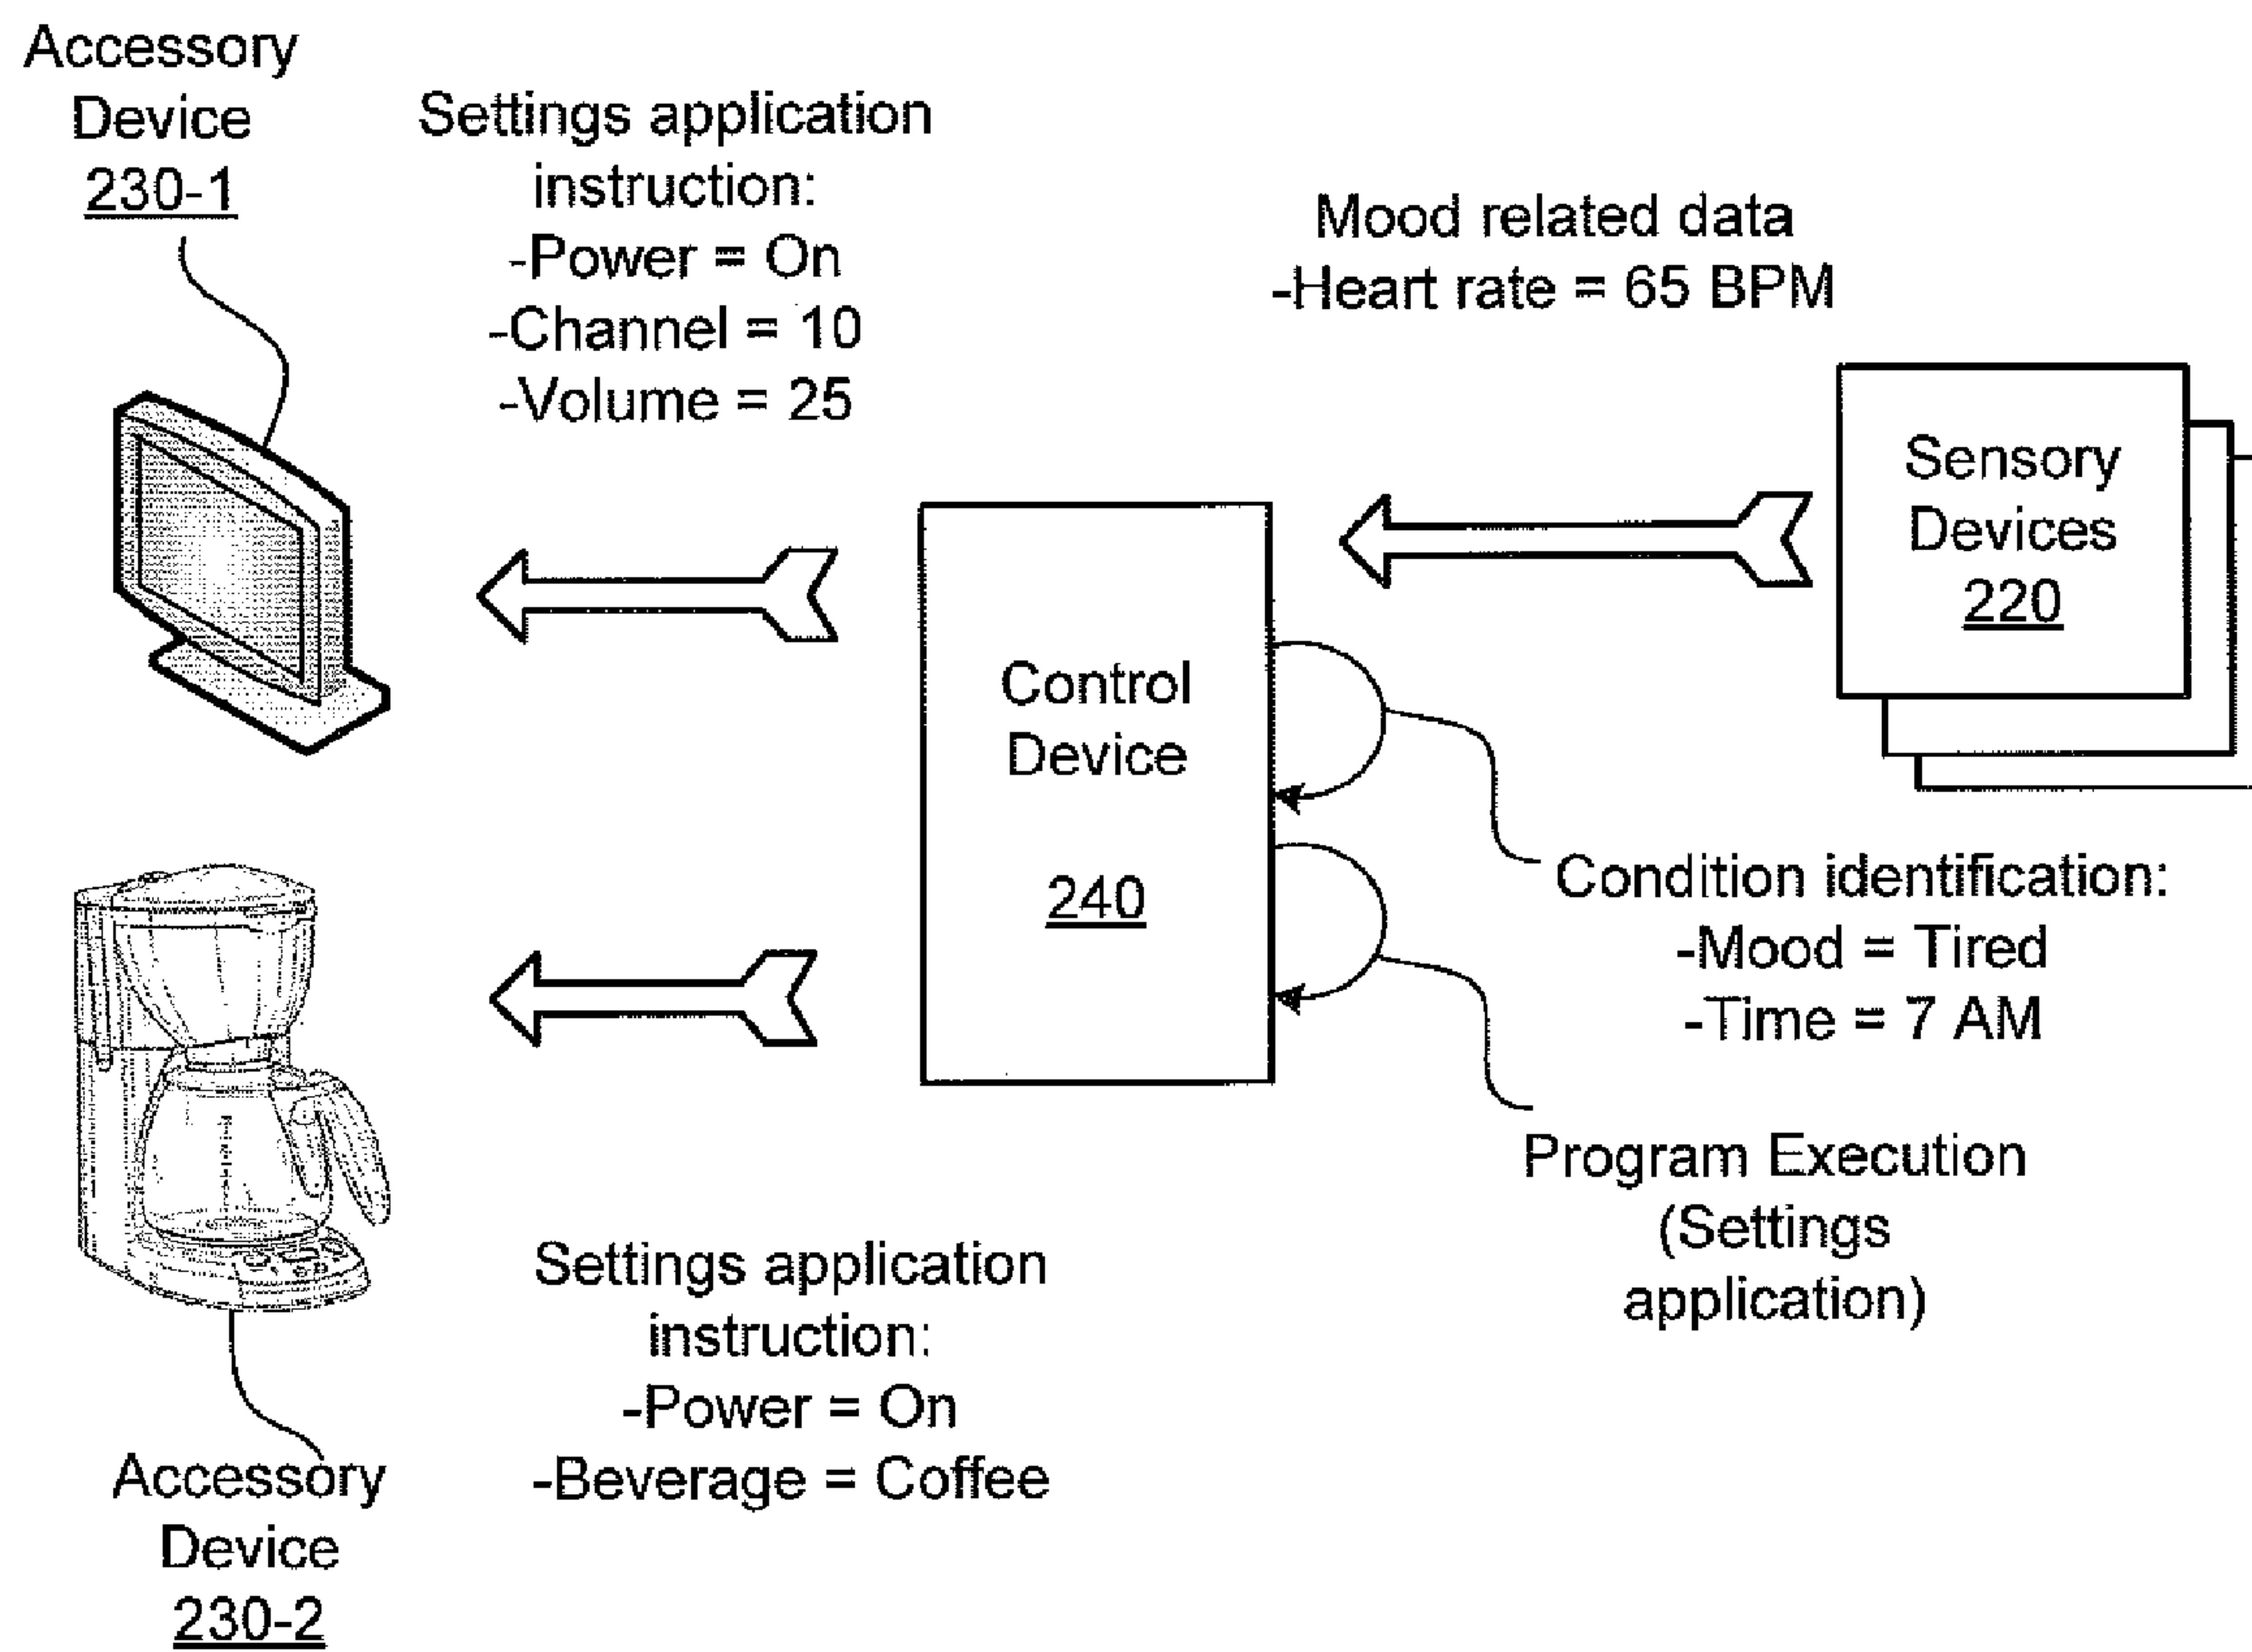 Accessory
Device
230-1
Settings application
instruction:
-Power = On
-Channel = 10
-Volume = 25
Mood related data
-Heart rate = 65 BPM
Sensory
Devices
220
Control
Device
240
Condition identification:
-Mood = Tired
-Time = 7 AM
Program Execution
(Settings
application)
Settings application
instruction:
-Power = On
-Beverage = Coffee
Accessory
Device
230-2